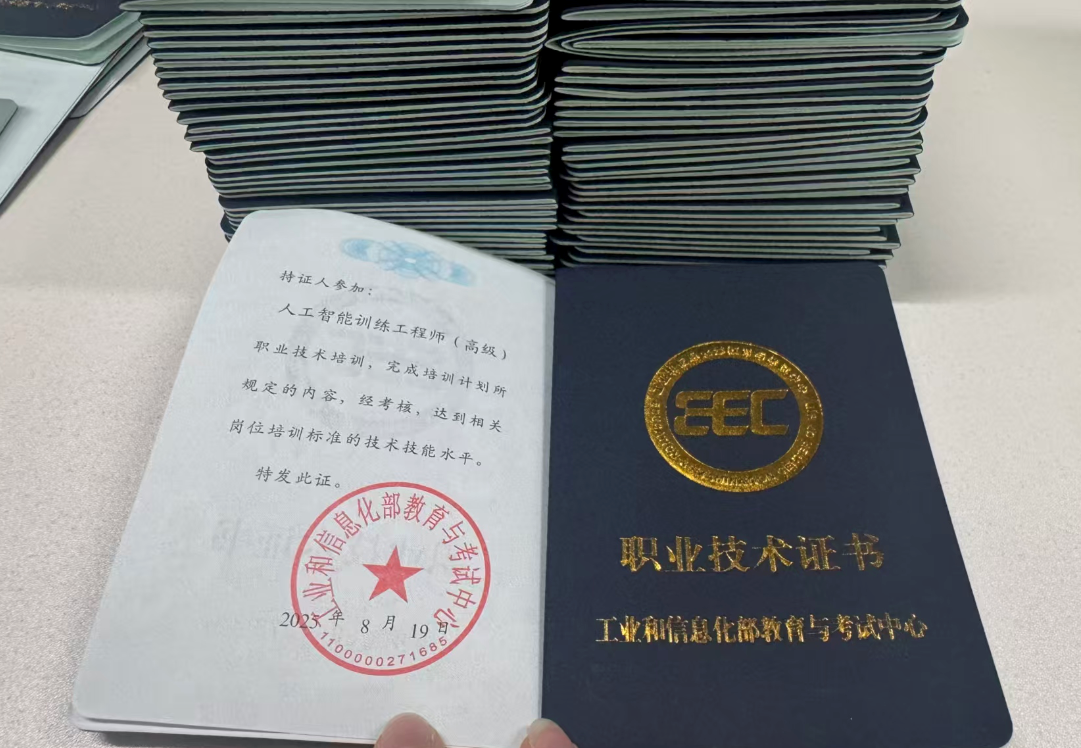 持证人参加：
人工智能训练工程师（高级）
职业技术培训，完成培训计划所
规定的内容，经考核，达到相关
岗位培训标准的技术技能水平。
特发此证。
工业和信息化部教育与考试中心
2025 年 8 月 19 日
1100000271685
EEC
职业技术证书
工业和信息化部教育与考试中心